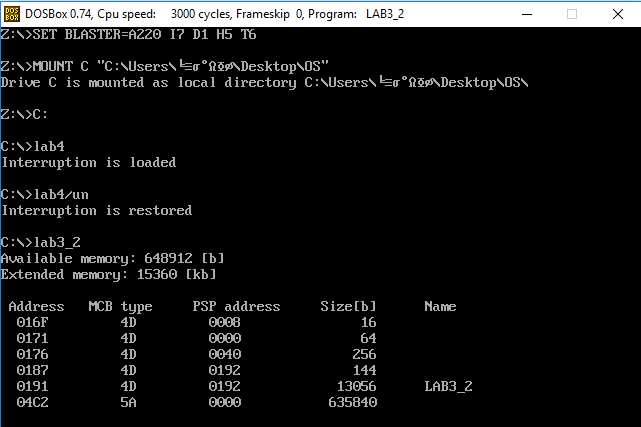 DOSBox 0.74, Cpu speed: 3000 cycles, Frameskip 0, Program: LAB3_2
Z:\>SET BLASTER=A220 I7 D1 H5 T6
Z:\>MOUNT C "C:\Users\╘≡σ°Ωδφ\Desktop\OS"
Drive C is mounted as local directory C:\Users\╘≡σ°Ωδφ\Desktop\OS\
Z:\>C:
C:\>lab4
Interruption is loaded
C:\>lab4/un
Interruption is restored
C:\>lab3_2
Available memory: 648912 [b]
Extended memory: 15360 [kb]
Address MCB type PSP address Size[b] Name
016F 4D 0008 16
0171 4D 0000 64
0176 4D 0040 256
0187 4D 0192 144
0191 4D 0192 13056 LAB3_2
04C2 5A 0000 635840